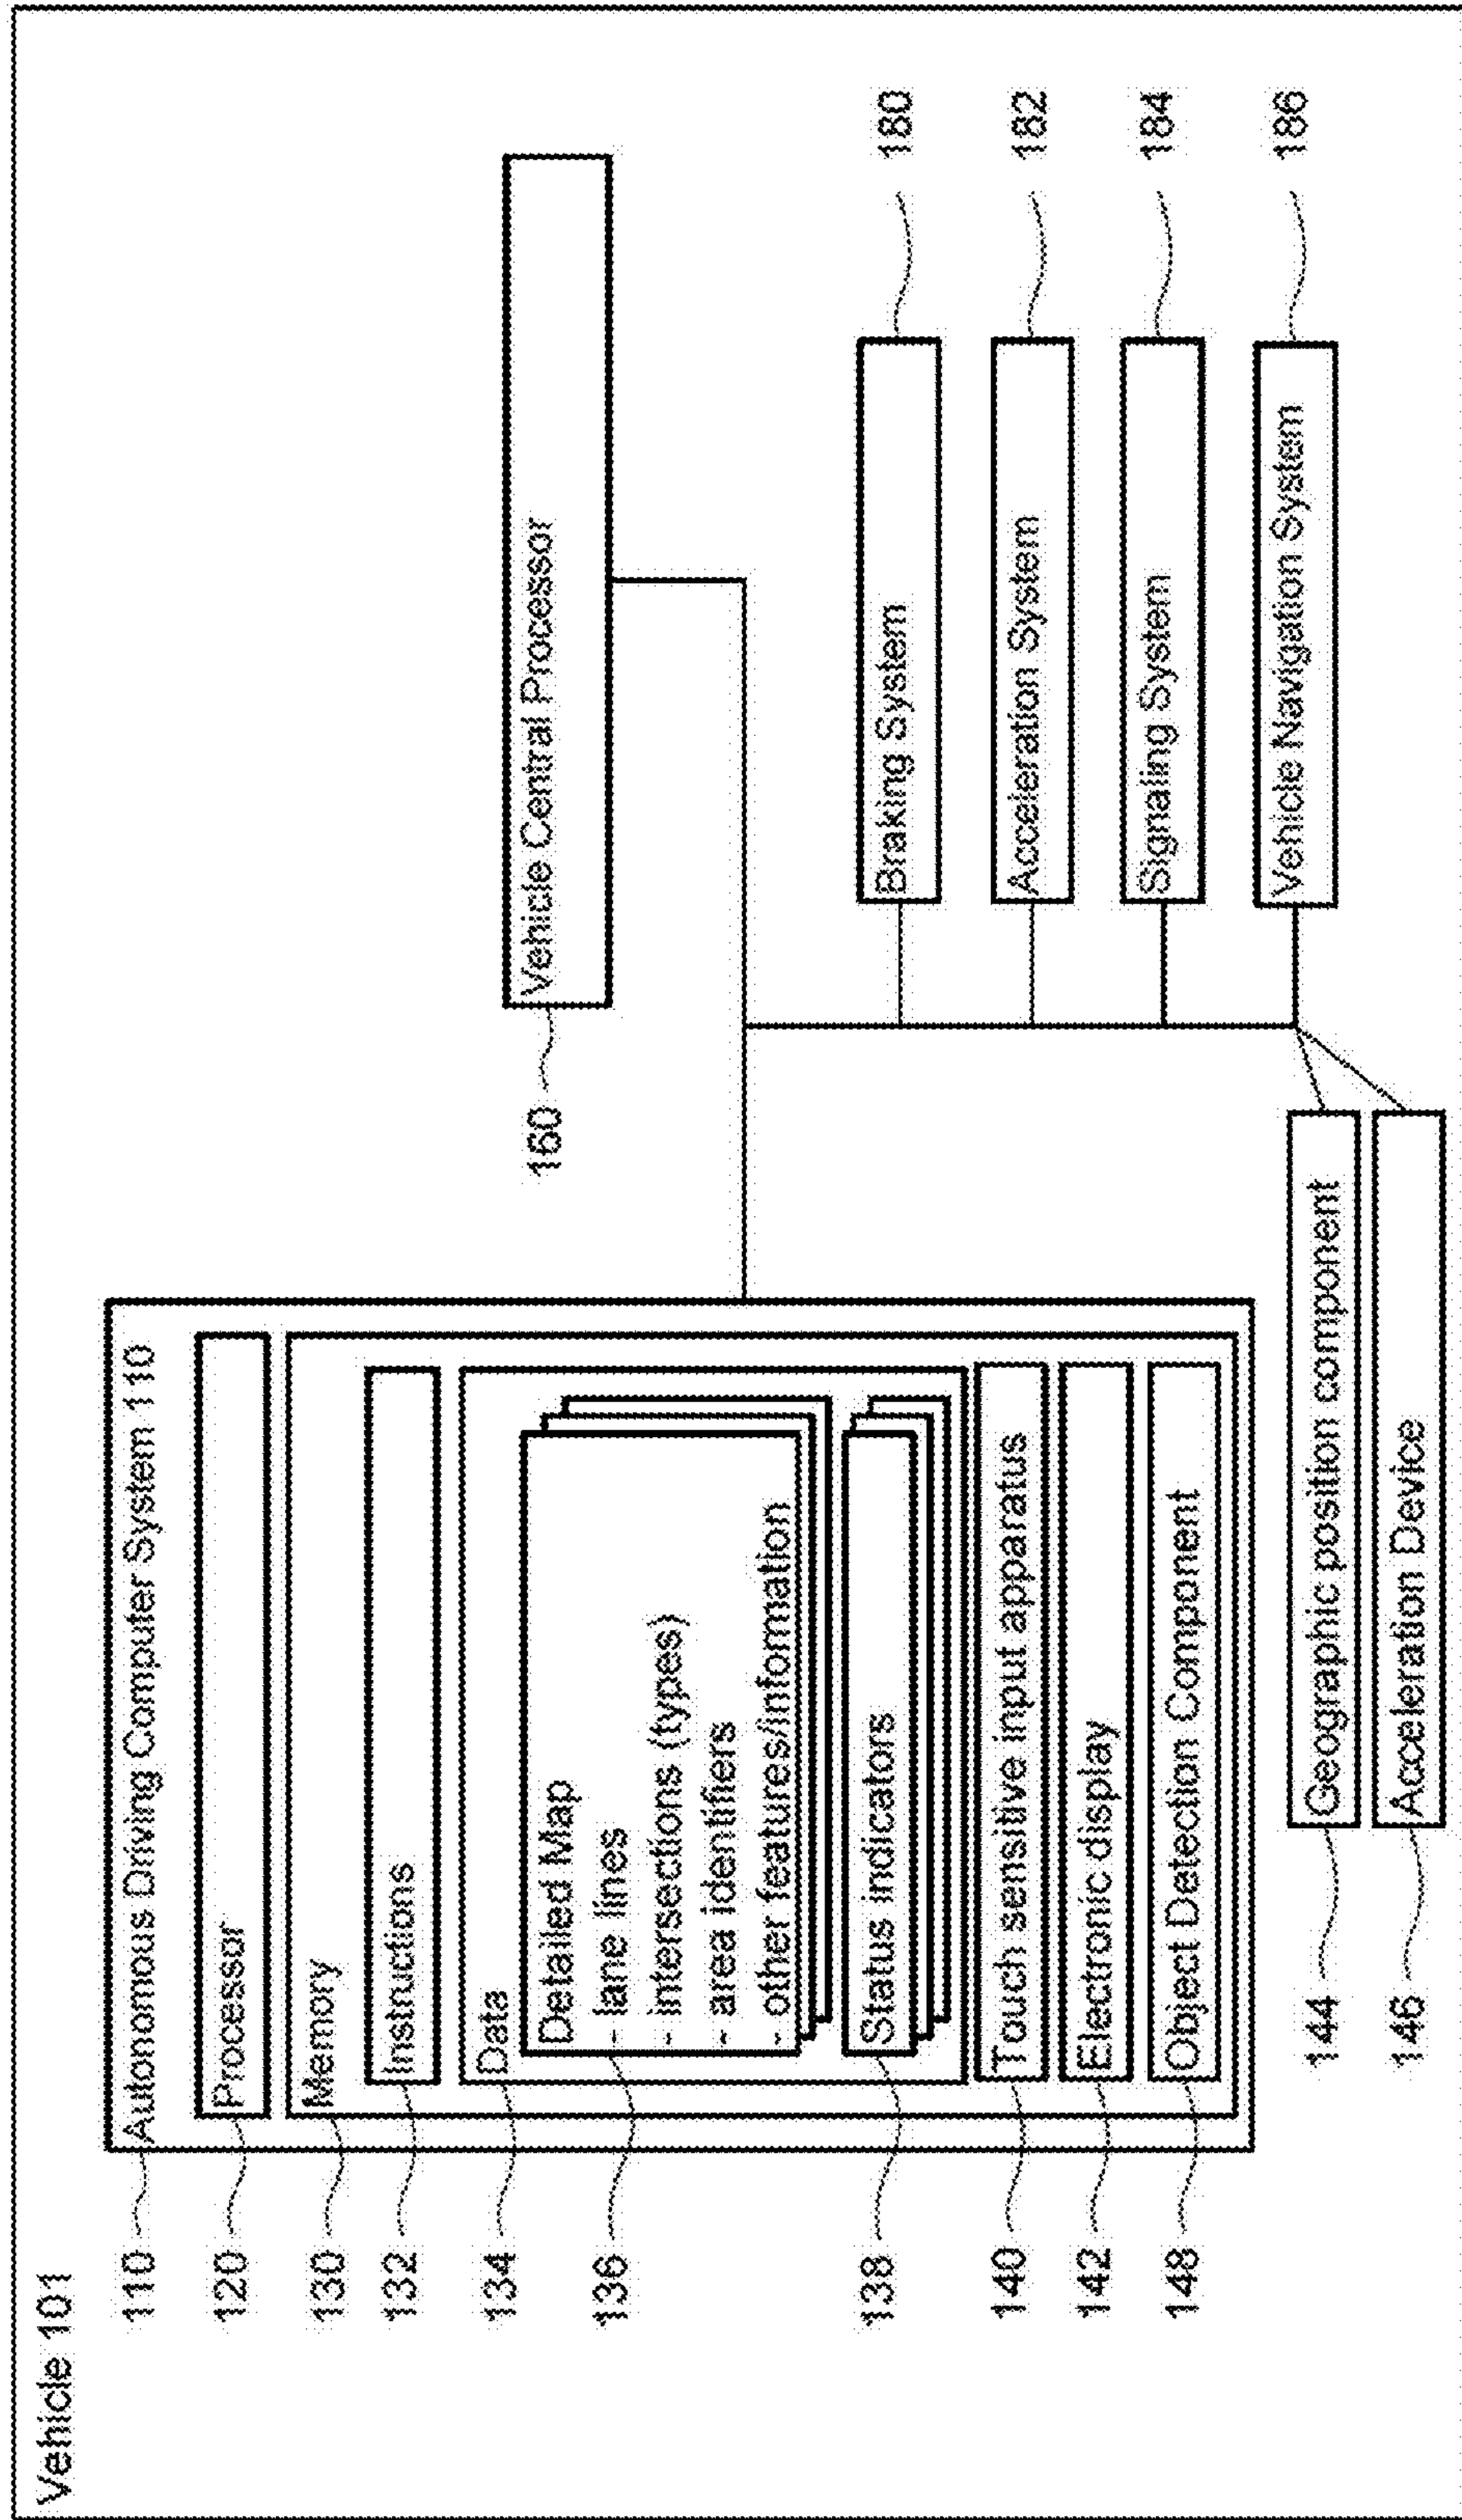 Vehicle 101
110
Autonomous Driving Computer System 110
120
Processor
130
Memory
132
Instructions
134
Data
136
Detailed Map
- lane lines
- intersections (types)
- area identifiers
- other features/information
138
Status indicators
140
Touch sensitive input apparatus
142
Electronic display
148
Object Detection Component
144
Geographic position component
146
Acceleration Device
160
Vehicle Central Processor
Braking System
180
Acceleration System
182
Signaling System
184
Vehicle Navigation System
186